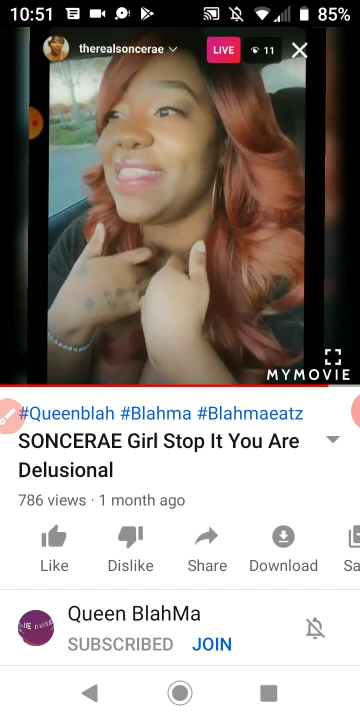 10:51
85%
therealsoncerae
LIVE
11
MYMOVIE
#Queenblah #Blahma #Blahmaeatz
SONCERAE Girl Stop It You Are
Delusional
786 views · 1 month ago
Like
Dislike
Share
Download
Sa
Queen BlahMa
SUBSCRIBED
JOIN